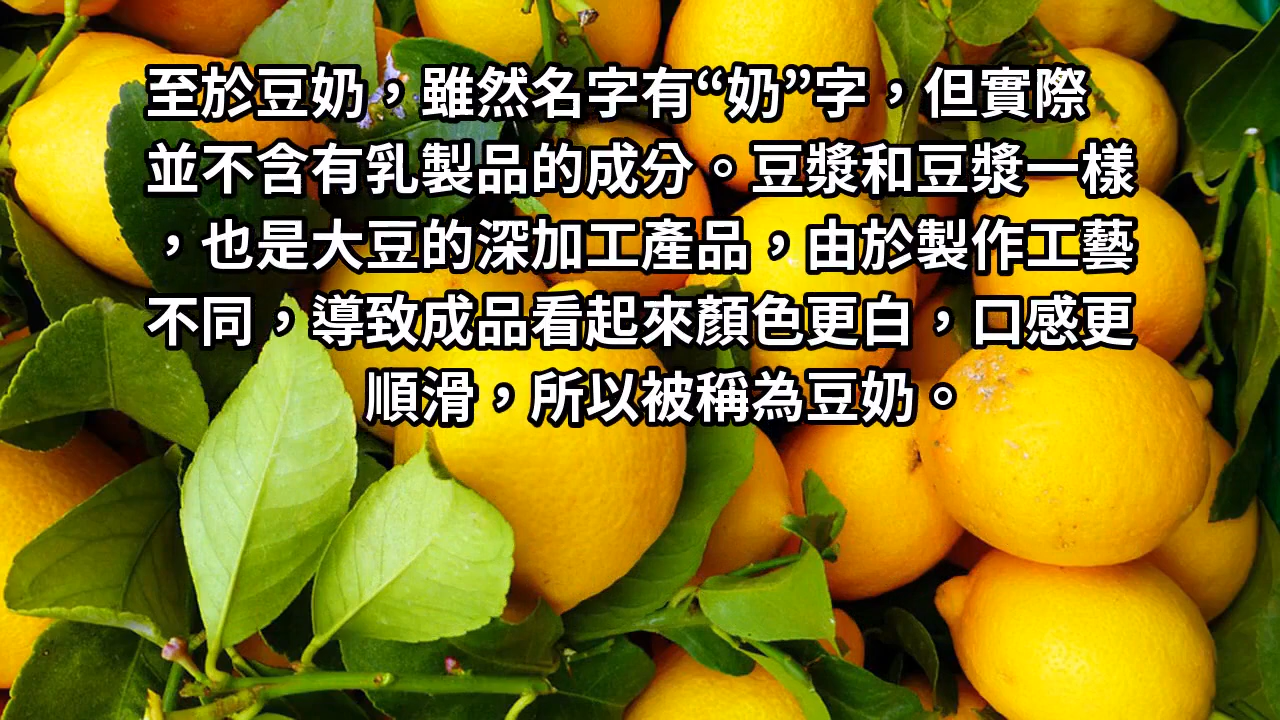 至於豆奶，雖然名字有“奶”字，但實際
並不含有乳製品的成分。豆漿和豆漿一樣
，也是大豆的深加工產品，由於製作工藝
不同，導致成品看起來顏色更白，口感更
順滑，所以被稱為豆奶。